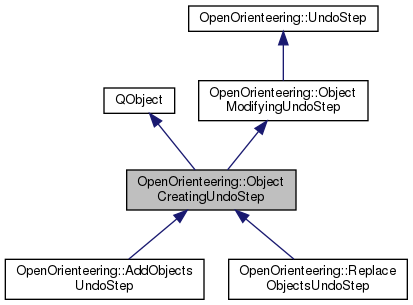 OpenOrienteering::UndoStep
OpenOrienteering::Object
ModifyingUndoStep
QObject
OpenOrienteering::Object
CreatingUndoStep
OpenOrienteering::AddObjects
UndoStep
OpenOrienteering::Replace
ObjectsUndoStep